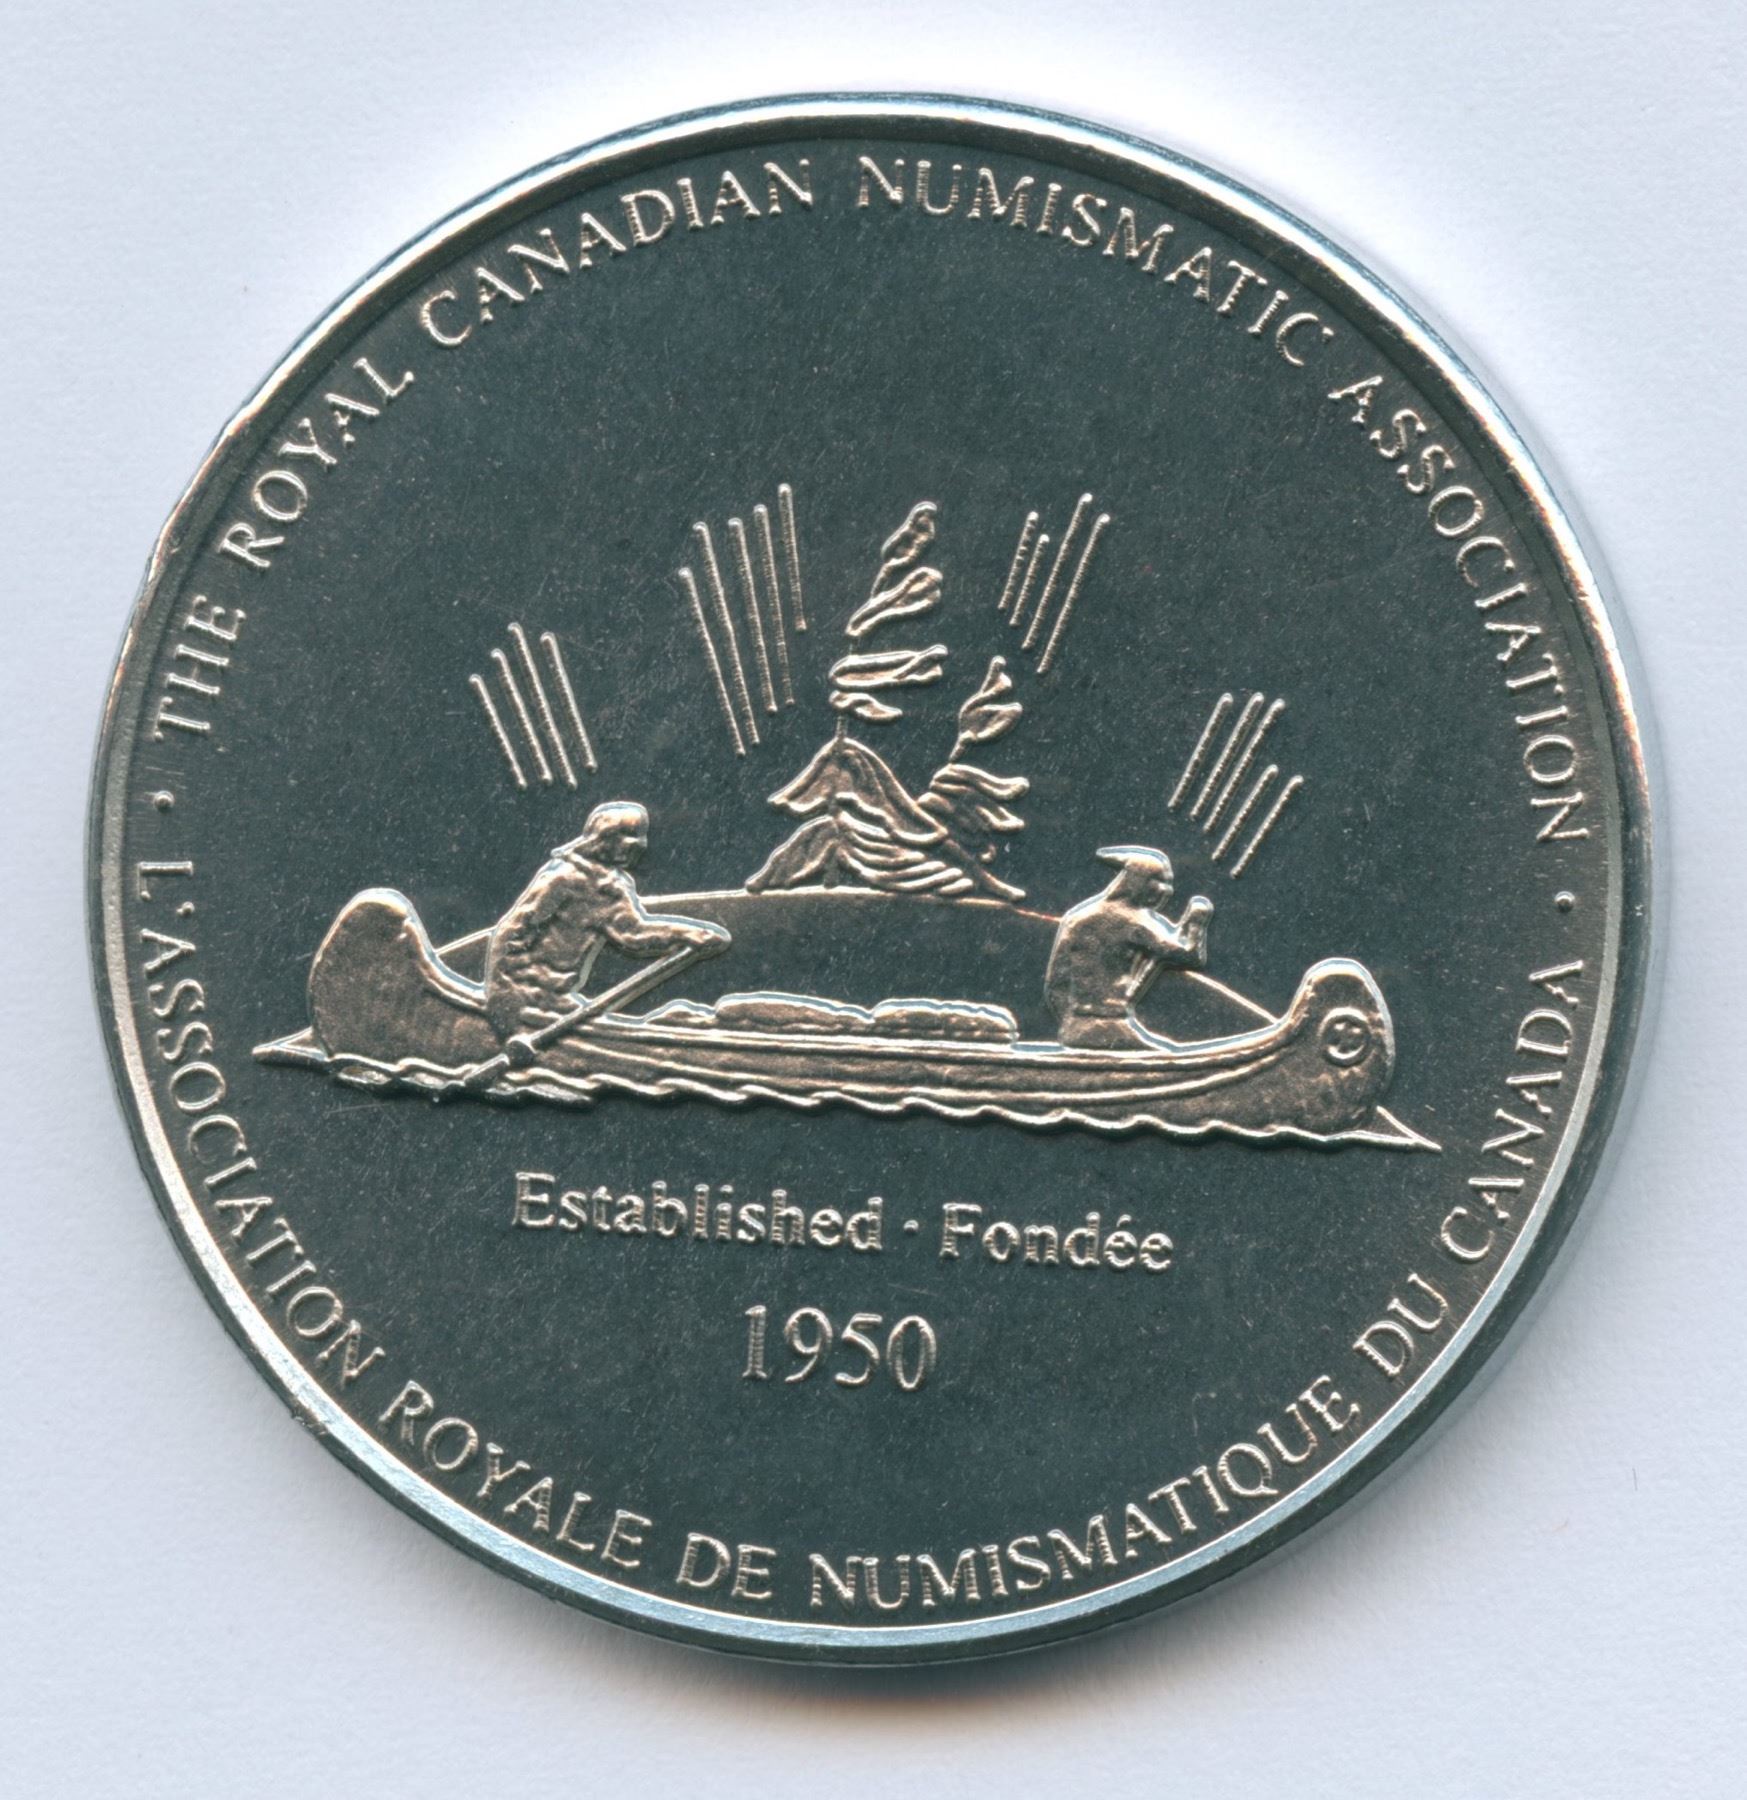 · THE ROYAL CANADIAN NUMISMATIC ASSOCIATION ·
Established · Fondée
1950
L'ASSOCIATION ROYALE DE NUMISMATIQUE DU CANADA